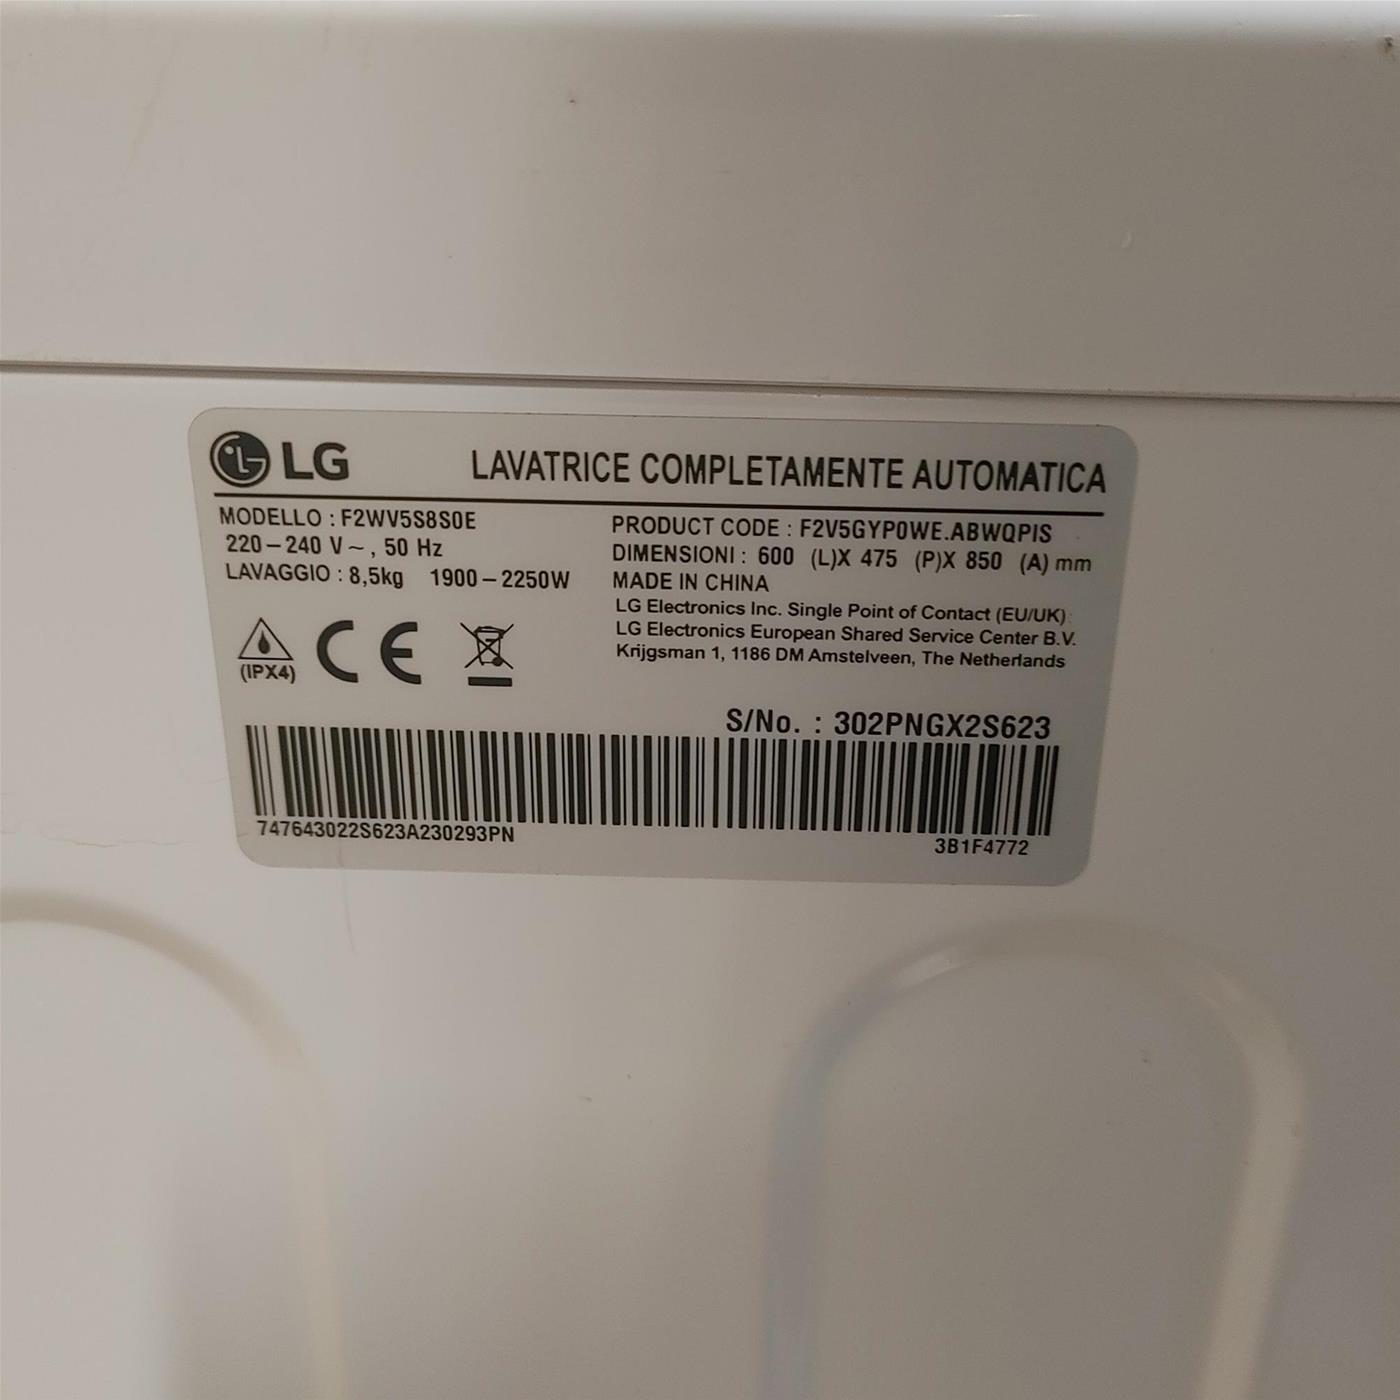 LG LAVATRICE COMPLETAMENTE AUTOMATICA
MODELLO : F2WV5S8S0E
220-240 V~, 50 Hz
LAVAGGIO : 8,5kg 1900-2250W
PRODUCT CODE : F2V5GYP0WE.ABWQPIS
DIMENSIONI : 600 (L)X 475 (P)X 850 (A) mm
MADE IN CHINA
LG Electronics Inc. Single Point of Contact (EU/UK) :
LG Electronics European Shared Service Center B.V.
Krijgsman 1, 1186 DM Amstelveen, The Netherlands
(IPX4)
CE
S/No. : 302PNGX2S623
747643022S623A230293PN
3B1F4772